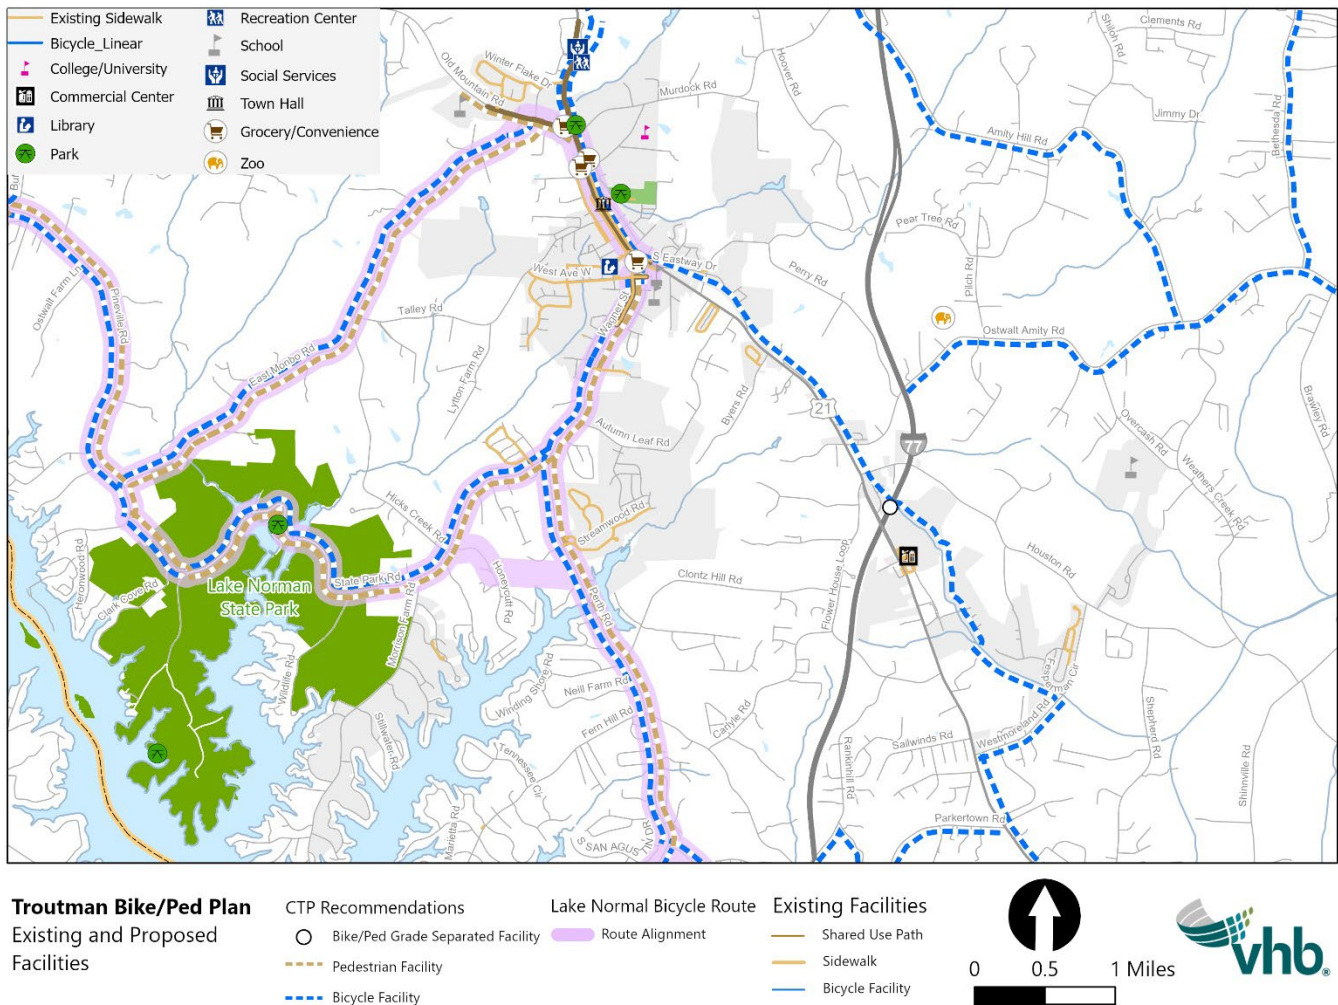 Existing Sidewalk
Bicycle_Linear
College/University
Commercial Center
Library
Park
Recreation Center
School
Social Services
Town Hall
Grocery/Convenience
Zoo
Winter Flake Dr
Old Mountain Rd
Murdock Rd
Hoover Rd
Shiloh Rd
Clements Rd
Jimmy Dr
Amity Hill Rd
Bethesda Rd
Pear Tree Rd
Pilch Rd
Perry Rd
S Eastway Dr
West Ave W
Wagner St
Talley Rd
Ostwalt Farm Ln
Pineville Rd
East Monbo Rd
Lytton Farm Rd
Ostwalt Amity Rd
Byers Rd
21
77
Autumn Leaf Rd
Overcash Rd
Weathers Creek Rd
Brawley Rd
Hicks Creek Rd
Streamwood Rd
Honeycutt Rd
Heronwood Rd
Clark Cove Rd
Lake Norman
State Park
State Park Rd
Morrison Farm Rd
Perth Rd
Clontz Hill Rd
Flower House Loop
Houston Rd
Fesperman Cir
Wildlife Rd
Stillwater Rd
Winding Shore Rd
Neill Farm Rd
Fern Hill Rd
Tennessee Cir
Carlyle Rd
Rankinhill Rd
Sailwinds Rd
Westmoreland Rd
Shepherd Rd
Shinnville Rd
Marietta Rd
S SAN AGUS
NL DR
Parkertown Rd
Troutman Bike/Ped Plan
Existing and Proposed
Facilities
CTP Recommendations
Bike/Ped Grade Separated Facility
Pedestrian Facility
Bicycle Facility
Lake Normal Bicycle Route
Route Alignment
Existing Facilities
Shared Use Path
Sidewalk
Bicycle Facility
0 0.5 1 Miles
vhb®